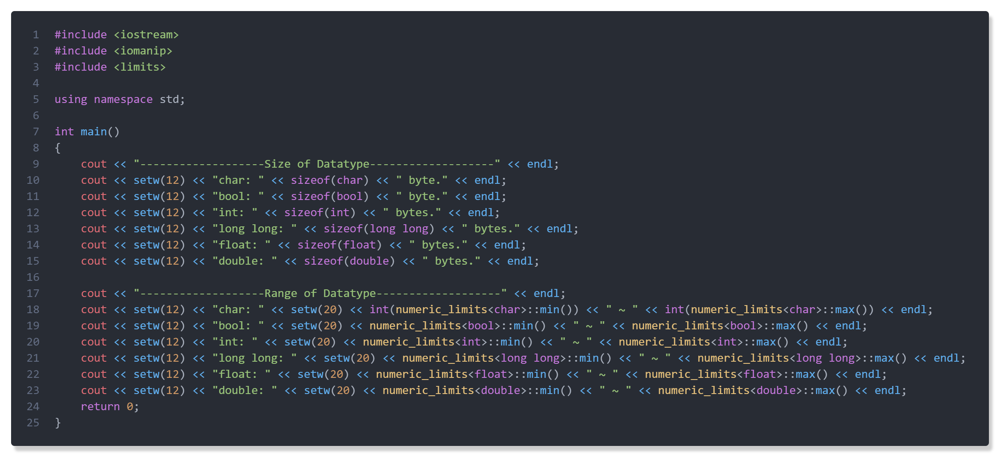 1 #include <iostream>
2 #include <iomanip>
3 #include <limits>
4
5 using namespace std;
6
7 int main()
8 {
9     cout << "-------------------Size of Datatype-------------------" << endl;
10     cout << setw(12) << "char: " << sizeof(char) << " byte." << endl;
11     cout << setw(12) << "bool: " << sizeof(bool) << " byte." << endl;
12     cout << setw(12) << "int: " << sizeof(int) << " bytes." << endl;
13     cout << setw(12) << "long long: " << sizeof(long long) << " bytes." << endl;
14     cout << setw(12) << "float: " << sizeof(float) << " bytes." << endl;
15     cout << setw(12) << "double: " << sizeof(double) << " bytes." << endl;
16
17     cout << "-------------------Range of Datatype-------------------" << endl;
18     cout << setw(12) << "char: " << setw(20) << int(numeric_limits<char>::min()) << " ~ " << int(numeric_limits<char>::max()) << endl;
19     cout << setw(12) << "bool: " << setw(20) << numeric_limits<bool>::min() << " ~ " << numeric_limits<bool>::max() << endl;
20     cout << setw(12) << "int: " << setw(20) << numeric_limits<int>::min() << " ~ " << numeric_limits<int>::max() << endl;
21     cout << setw(12) << "long long: " << setw(20) << numeric_limits<long long>::min() << " ~ " << numeric_limits<long long>::max() << endl;
22     cout << setw(12) << "float: " << setw(20) << numeric_limits<float>::min() << " ~ " << numeric_limits<float>::max() << endl;
23     cout << setw(12) << "double: " << setw(20) << numeric_limits<double>::min() << " ~ " << numeric_limits<double>::max() << endl;
24     return 0;
25 }